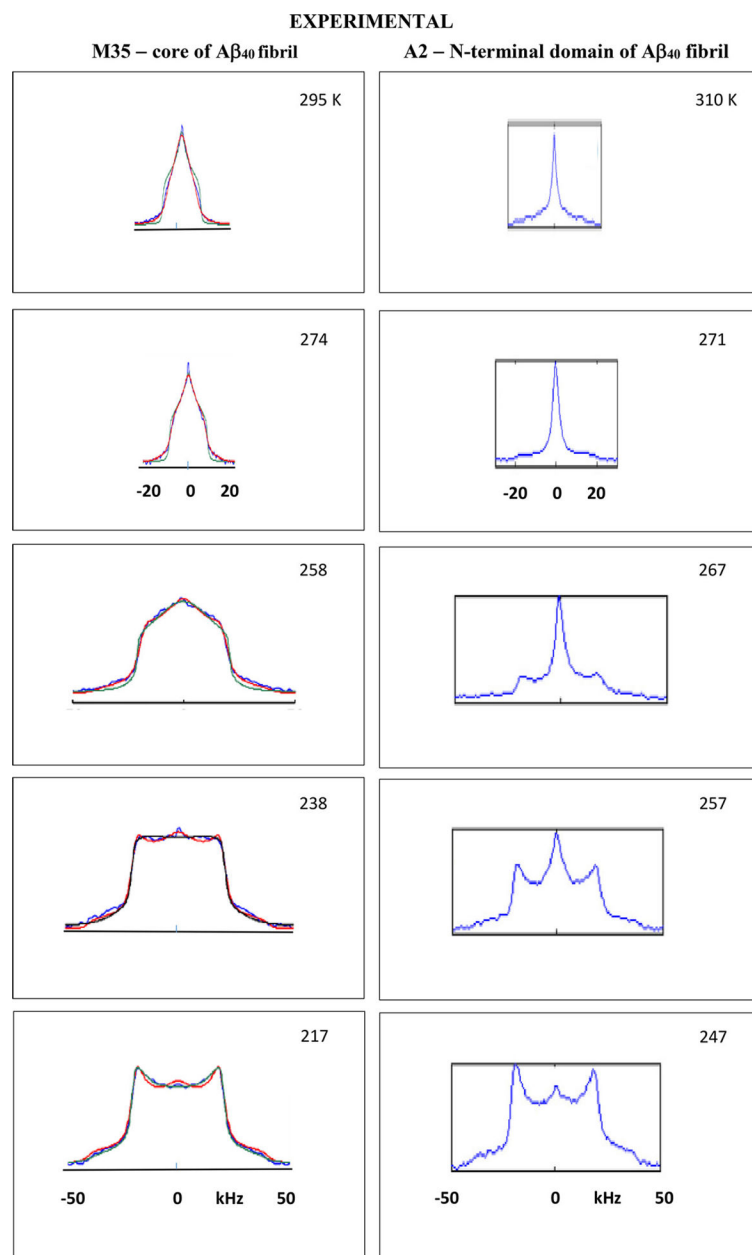 EXPERIMENTAL
M35 – core of Aβ40 fibril
A2 – N-terminal domain of Aβ40 fibril
295 K
310 K
274
271
-20 0 20
-20 0 20
258
267
238
257
217
247
-50 0 kHz 50
-50 0 kHz 50